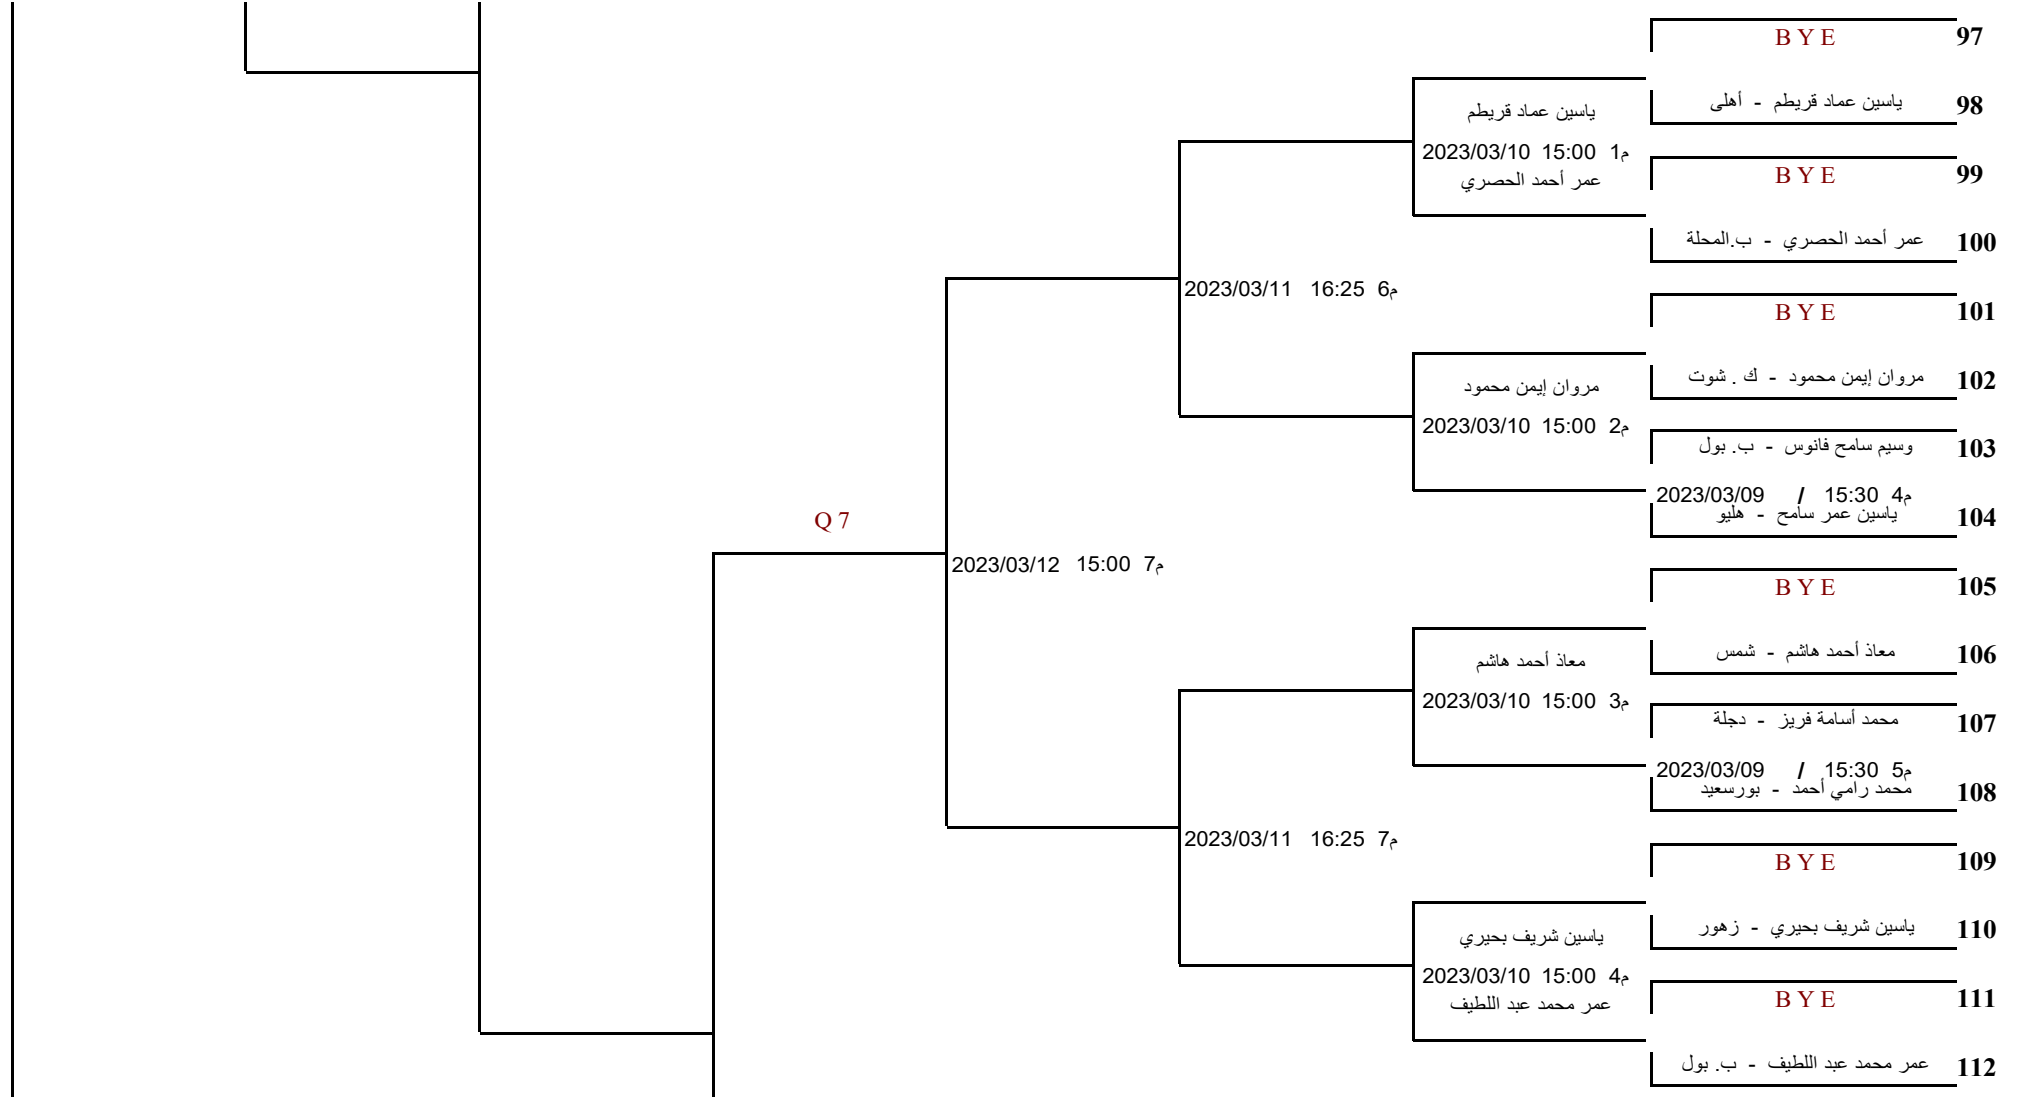 BYE 97
ياسين عماد قريطم - أهلى 98
ياسين عماد قريطم
2023/03/10 15:00 م1
عمر أحمد الحصري
BYE 99
عمر أحمد الحصري - ب.المحلة 100
2023/03/11 16:25 م6
BYE 101
مروان إيمن محمود - ك . شوت 102
مروان إيمن محمود
2023/03/10 15:00 م2
وسيم سامح فانوس - ب. بول 103
2023/03/09 / 15:30 م4
ياسين عمر سامح - هليو 104
Q 7
2023/03/12 15:00 م7
BYE 105
معاذ أحمد هاشم - شمس 106
معاذ أحمد هاشم
2023/03/10 15:00 م3
محمد أسامة فريز - دجلة 107
2023/03/09 / 15:30 م5
محمد رامي أحمد - بورسعيد 108
2023/03/11 16:25 م7
BYE 109
ياسين شريف بحيري - زهور 110
ياسين شريف بحيري
2023/03/10 15:00 م4
عمر محمد عبد اللطيف
BYE 111
عمر محمد عبد اللطيف - ب. بول 112